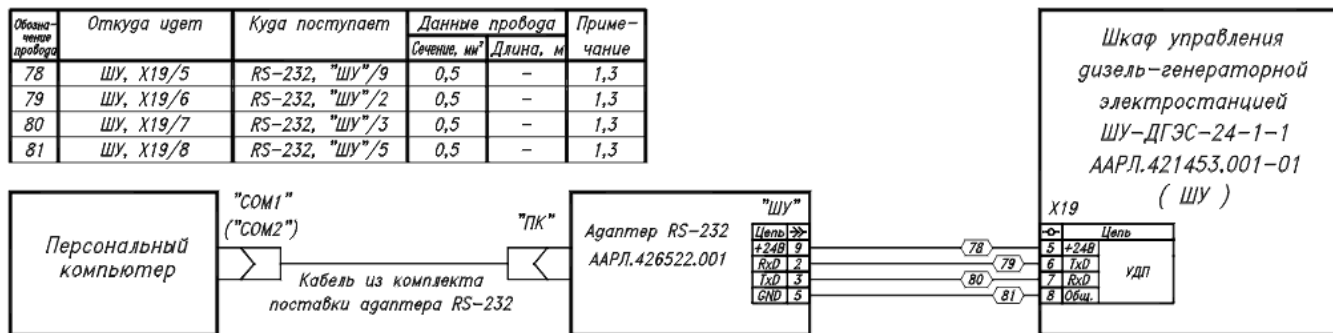 Обозна-
чение
провода
Откуда идет
Куда поступает
Данные провода
Сечение, мм²
Длина, м
Приме-
чание
78 ШУ, X19/5 RS-232, "ШУ"/9 0,5 - 1,3
79 ШУ, X19/6 RS-232, "ШУ"/2 0,5 - 1,3
80 ШУ, X19/7 RS-232, "ШУ"/3 0,5 - 1,3
81 ШУ, X19/8 RS-232, "ШУ"/5 0,5 - 1,3
Персональный
компьютер
"COM1"
("COM2")
Кабель из комплекта
поставки адаптера RS-232
"ПК"
Адаптер RS-232
ААРЛ.426522.001
"ШУ"
Цепь
+24В 9
RxD 2
TxD 3
GND 5
78
79
80
81
Шкаф управления
дизель-генераторной
электростанцией
ШУ-ДГЭС-24-1-1
ААРЛ.421453.001-01
( ШУ )
X19
Цепь
5 +24В
6 TxD
7 RxD
8 Общ.
УДП